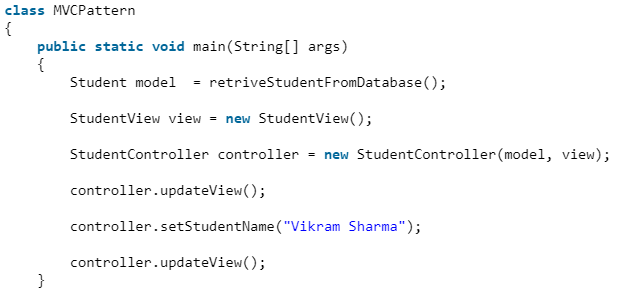 class MVCPattern
{
    public static void main(String[] args)
    {
        Student model  = retriveStudentFromDatabase();
        StudentView view = new StudentView();
        StudentController controller = new StudentController(model, view);
        controller.updateView();
        controller.setStudentName("Vikram Sharma");
        controller.updateView();
    }